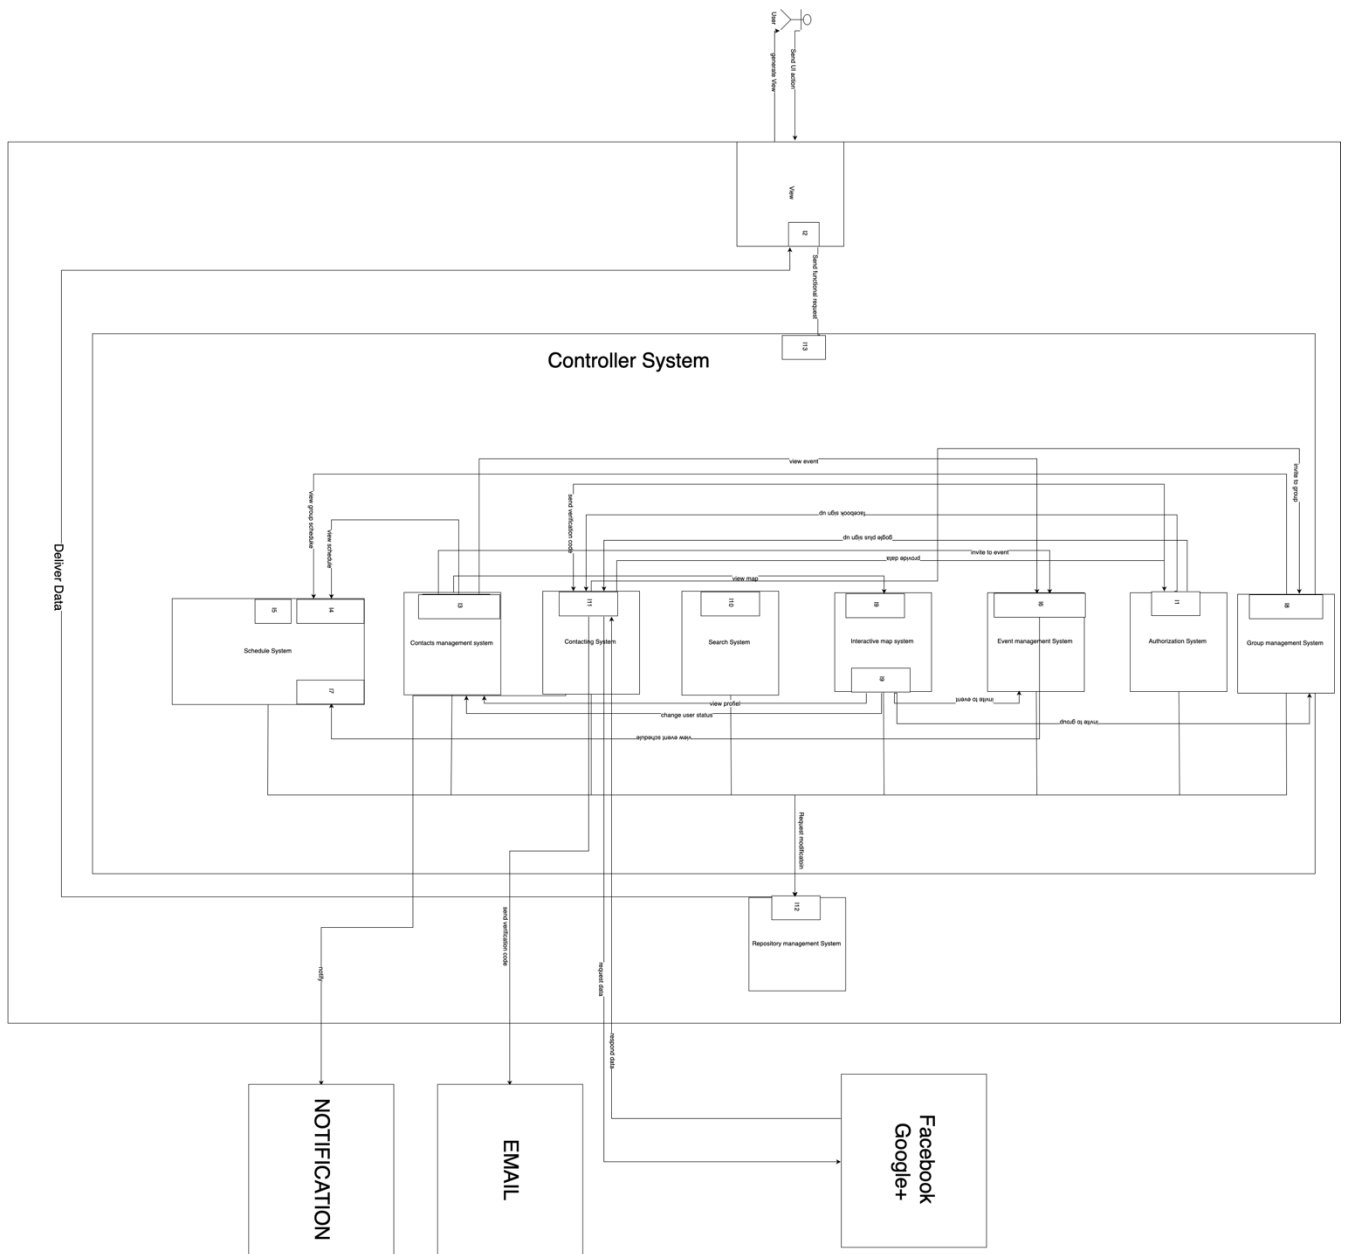 User
generate View
Send UI action
View
I2
Send functional request
I13
Controller System
view event
invite to group
view group scheduke
send verification code
facebook sign up
view schedule
gogle plus sign up
invite to event
provide data
view map
I5
I4
I3
I11
I10
I9
I6
I1
I8
Schedule System
Contacts management system
Contacting System
Search System
Interactive map system
Event management System
Authorization System
Group management System
I7
I9
view profiel
invite to event
change user status
invite to group
view event schedule
Deliver Data
Request modificatoin
I12
Repository management System
notify
send verification code
request data
respond data
NOTIFICATION
EMAIL
Facebook
Google+